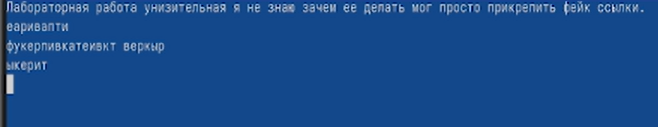 Лабораторная работа унизительная я не знаю зачем ее делать мог просто прикрепить фейк ссылки.
еаривапти
фукерпивкатеивкт веркыр
ыкерит